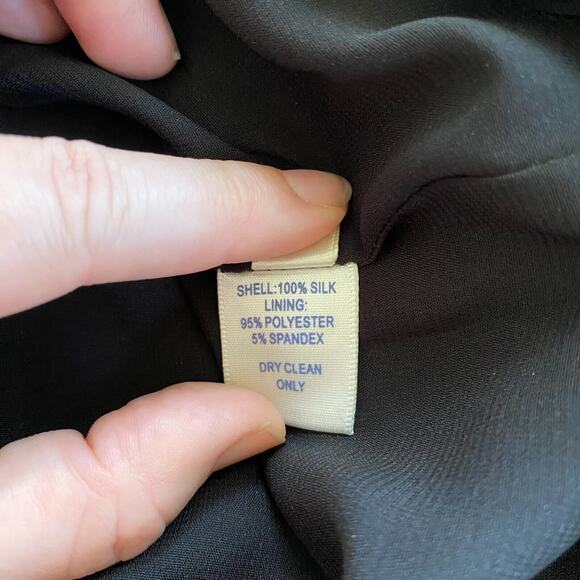 SHELL:100% SILK
LINING:
95% POLYESTER
5% SPANDEX
DRY CLEAN
ONLY